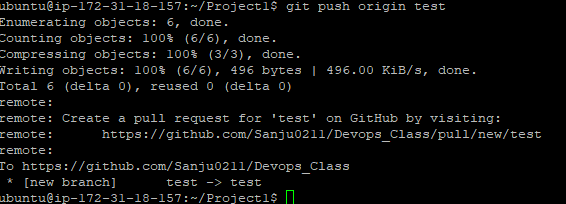 ubuntu@ip-172-31-18-157:~/Project1$ git push origin test
Enumerating objects: 6, done.
Counting objects: 100% (6/6), done.
Compressing objects: 100% (3/3), done.
Writing objects: 100% (6/6), 496 bytes | 496.00 KiB/s, done.
Total 6 (delta 0), reused 0 (delta 0)
remote:
remote: Create a pull request for 'test' on GitHub by visiting:
remote:      https://github.com/Sanju0211/Devops_Class/pull/new/test
remote:
To https://github.com/Sanju0211/Devops_Class
 * [new branch]      test -> test
ubuntu@ip-172-31-18-157:~/Project1$